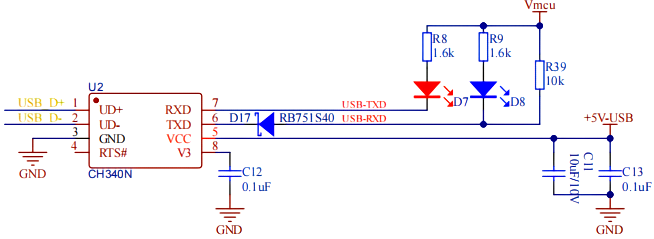 Vmcu
R8
1.6k
R9
1.6k
R39
10k
U2
USB_D+
1
UD+
RXD
7
USB-TXD
D7
D8
USB_D-
2
UD-
TXD
6
D17
RB751S40
USB-RXD
3
GND
VCC
5
+5V-USB
4
RTS#
V3
8
CH340N
GND
C12
0.1uF
C11
10uF/10V
C13
0.1uF
GND
GND